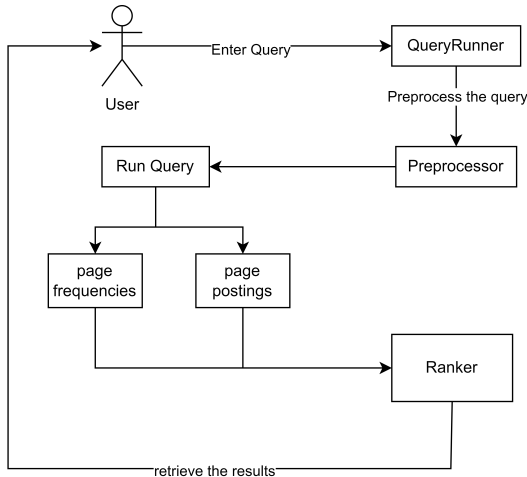 Enter Query
QueryRunner
User
Preprocess the query
Run Query
Preprocessor
page
frequencies
page
postings
Ranker
retrieve the results